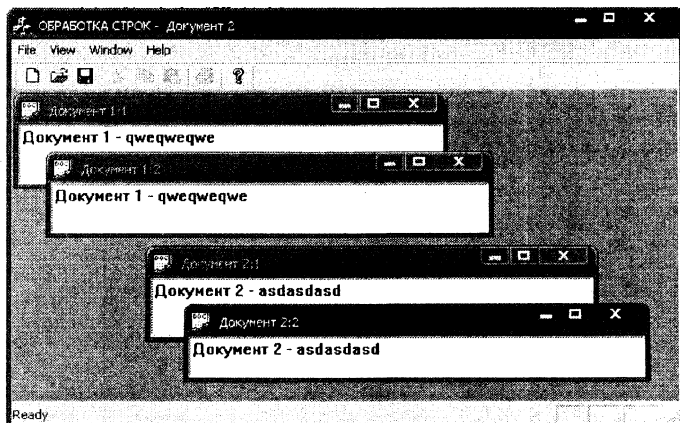 ОБРАБОТКА СТРОК - Документ 2
File View Window Help
Документ 1:1
Документ 1 - qweqweqwe
Документ 1:2
Документ 1 - qweqweqwe
Документ 2:1
Документ 2 - asdasdasd
Документ 2:2
Документ 2 - asdasdasd
Ready